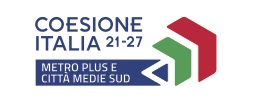 COESIONE
ITALIA 21-27
METRO PLUS E
CITTÀ MEDIE SUD